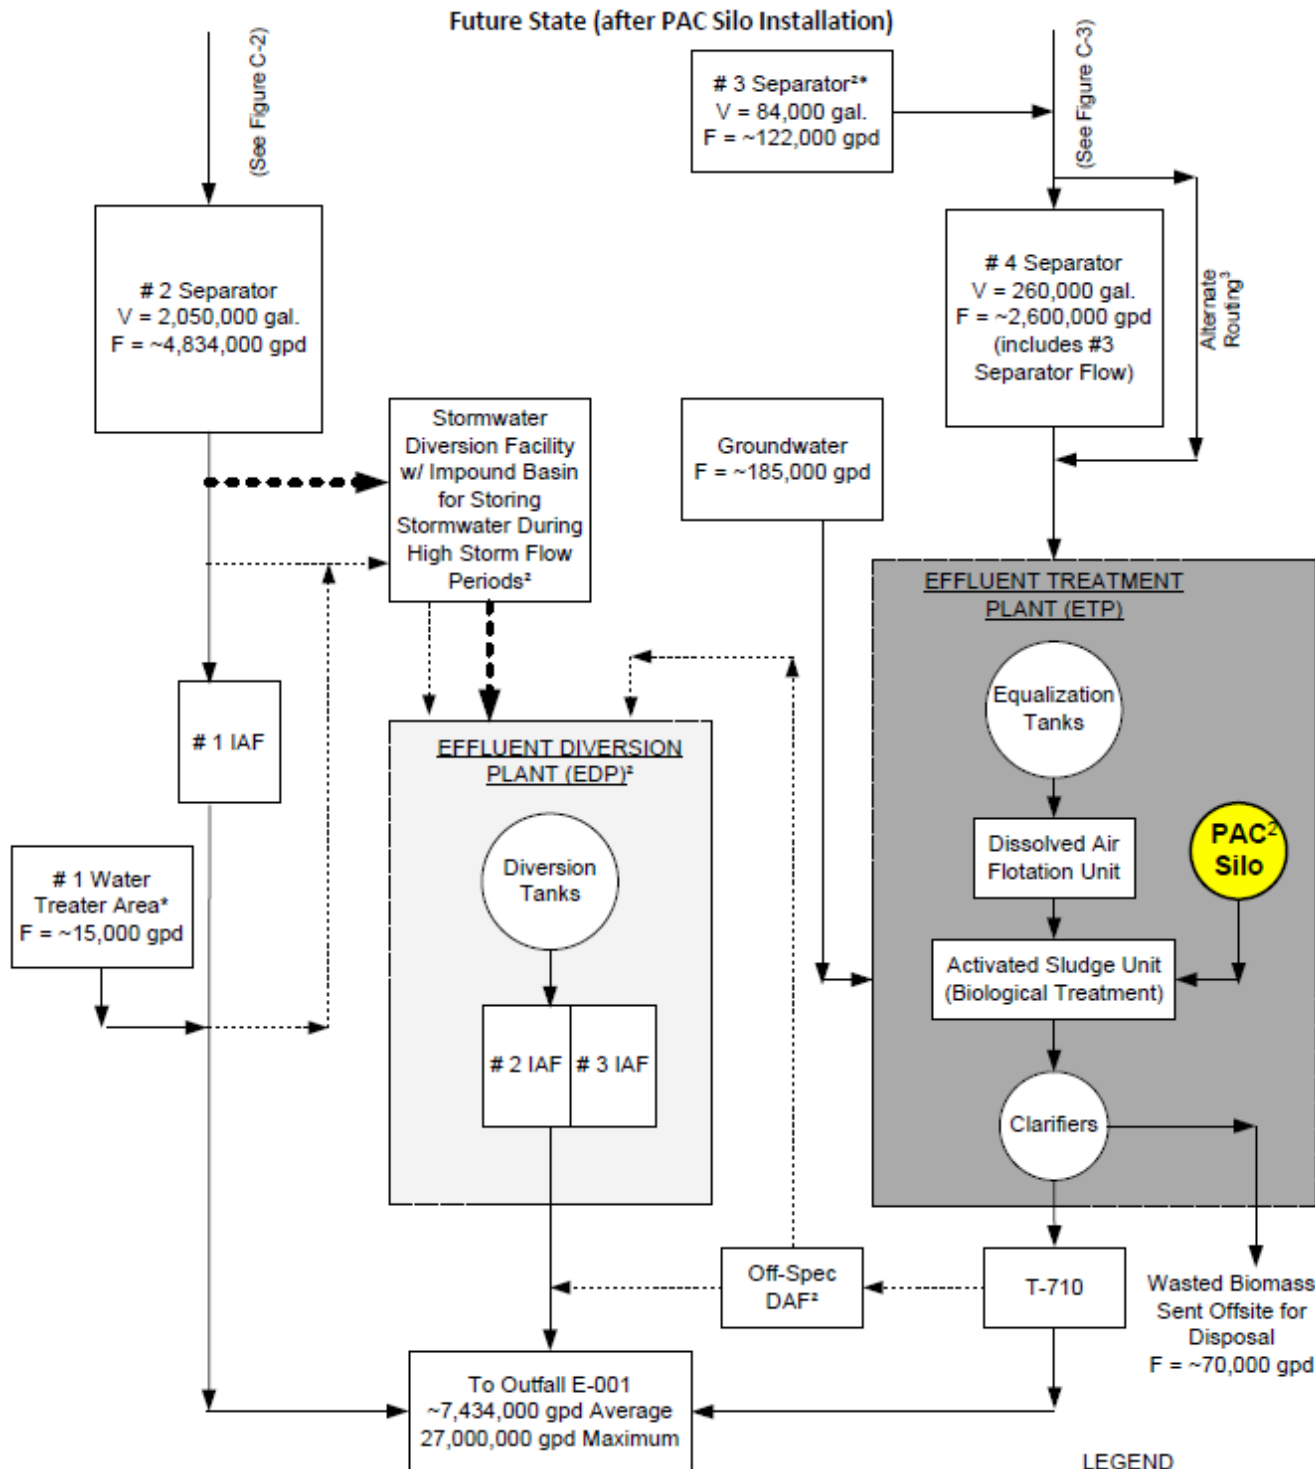 Future State (after PAC Silo Installation)
(See Figure C-2)
# 3 Separator²*
V = 84,000 gal.
F = ~122,000 gpd
(See Figure C-3)
# 2 Separator
V = 2,050,000 gal.
F = ~4,834,000 gpd
# 4 Separator
V = 260,000 gal.
F = ~2,600,000 gpd
(includes #3
Separator Flow)
Alternate
Routing³
Stormwater
Diversion Facility
w/ Impound Basin
for Storing
Stormwater During
High Storm Flow
Periods²
Groundwater
F = ~185,000 gpd
# 1 IAF
EFFLUENT DIVERSION
PLANT (EDP)²
Diversion
Tanks
# 2 IAF
# 3 IAF
EFFLUENT TREATMENT
PLANT (ETP)
Equalization
Tanks
Dissolved Air
Flotation Unit
PAC²
Silo
Activated Sludge Unit
(Biological Treatment)
Clarifiers
# 1 Water
Treater Area*
F = ~15,000 gpd
Off-Spec
DAF²
T-710
Wasted Biomass
Sent Offsite for
Disposal
F = ~70,000 gpd
To Outfall E-001
~7,434,000 gpd Average
27,000,000 gpd Maximum
LEGEND